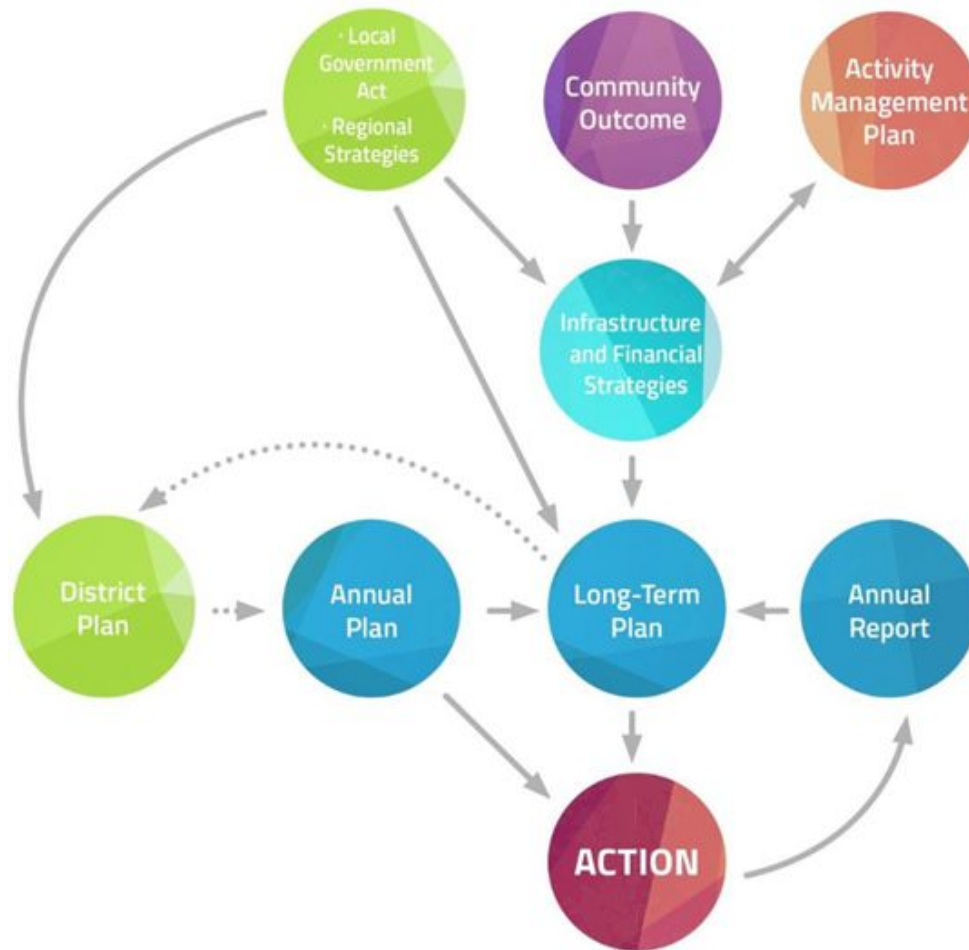 · Local
Government
Act
· Regional
Strategies
Community
Outcome
Activity
Management
Plan
Infrastructure
and Financial
Strategies
District
Plan
Annual
Plan
Long-Term
Plan
Annual
Report
ACTION